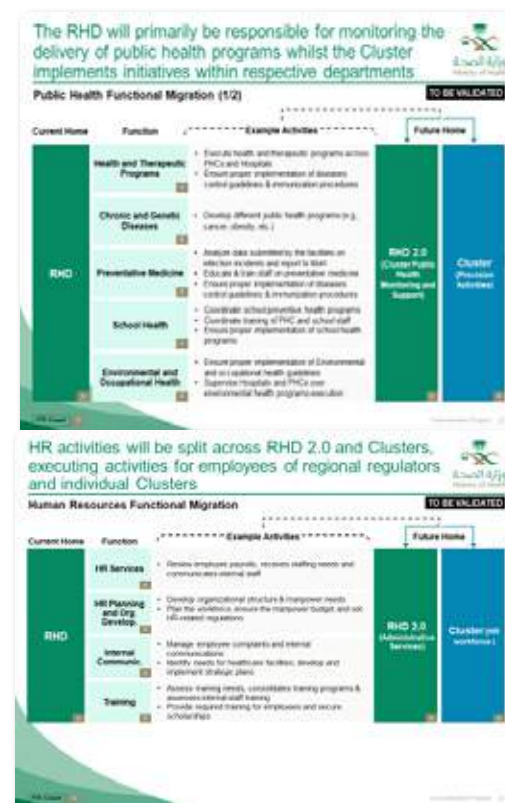 The RHD will primarily be responsible for monitoring the
delivery of public health programs whilst the Cluster
implements initiatives within respective departments
وزارة الصحة
Ministry of Health
Public Health Functional Migration (1/2)
TO BE VALIDATED
Current Home
Function
Example Activities
Future Home
RHD
Health and Therapeutic
Programs
• Execute health and therapeutic programs across
PHCs and Hospitals
• Ensure proper implementation of diseases
control guidelines & immunization procedures
Chronic and Genetic
Diseases
• Develop different public health programs (e.g.
cancer, obesity, etc.)
Preventative Medicine
• Analyze data submitted by the facilities on
infection incidents and report to MoH
• Educate & train staff on preventative medicine
• Ensure proper implementation of diseases
control guidelines & immunization procedures
School Health
• Coordinate school preventive health programs
• Coordinate training of PHC and school staff
• Ensure proper implementation of school health
programs
Environmental and
Occupational Health
• Ensure proper implementation of Environmental
and occupational health guidelines
• Supervise Hospitals and PHCs over
environmental health programs execution
RHD 2.0
(Cluster Public
Health
Monitoring and
Support)
Cluster
(Provision
Activities)
HR activities will be split across RHD 2.0 and Clusters,
executing activities for employees of regional regulators
and individual Clusters
وزارة الصحة
Ministry of Health
Human Resources Functional Migration
TO BE VALIDATED
Current Home
Function
Example Activities
Future Home
RHD
HR Services
• Review employee payrolls, receives staffing needs and
communicates internal staff
HR Planning
and Org.
Develop.
• Develop organizational structure & manpower needs
• Plan the workforce, ensure the manpower budget and set
HR-related regulations
Internal
Communic.
• Manage employee complaints and internal
communications
• Identify needs for healthcare facilities, develop and
implement strategic plans
Training
• Assess training needs, consolidates training programs &
assesses internal staff training
• Provide required training for employees and secure
scholarships
RHD 2.0
(Administrative
Services)
Cluster
workforce)